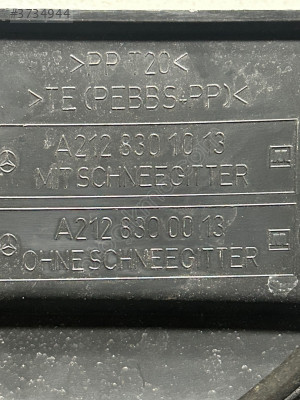 #3734944
>PP T20<
>TE(PEBBS+PP)<
A212 830 10 13
MIT SCHNEEGITTER
A212 830 00 13
OHNE SCHNEEGITTER